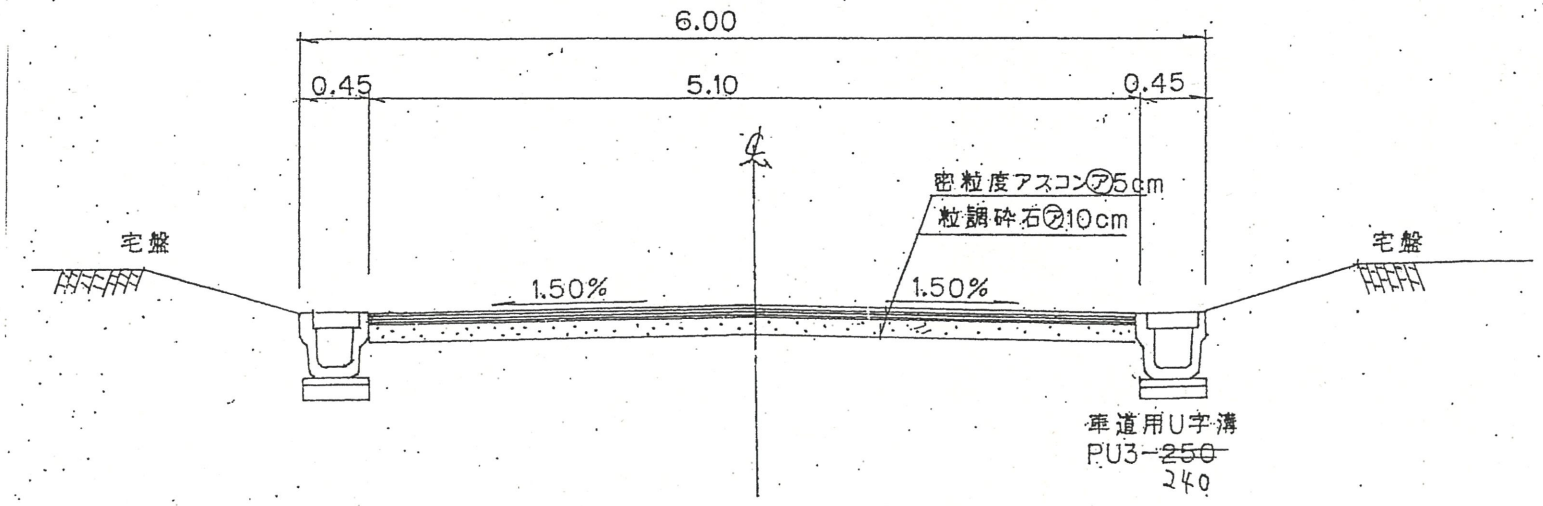 6.00
0.45 5.10 0.45
℄
密粒度アスコン㋐5cm
粒調砕石㋐10cm
宅盤 宅盤
1.50% 1.50%
車道用U字溝
PU3-250
240